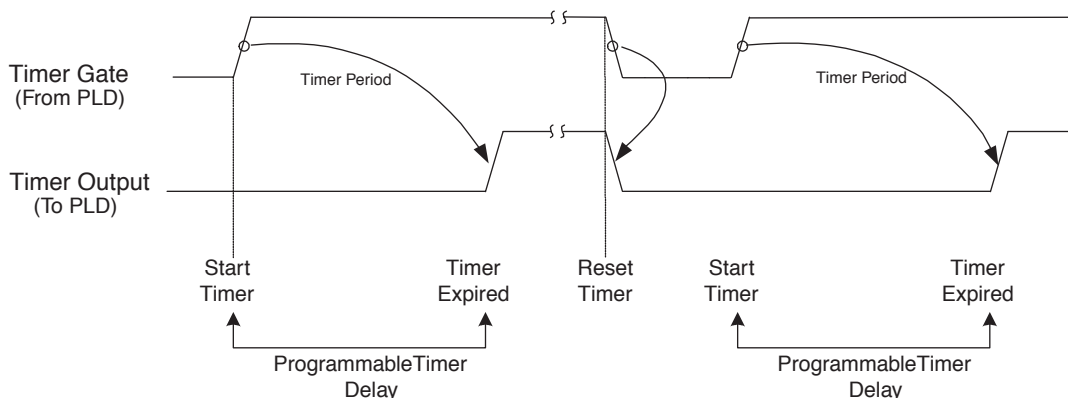 Timer Gate
(From PLD)
Timer Period
Timer Period
Timer Output
(To PLD)
Start
Timer
Timer
Expired
Reset
Timer
Start
Timer
Timer
Expired
ProgrammableTimer
Delay
ProgrammableTimer
Delay